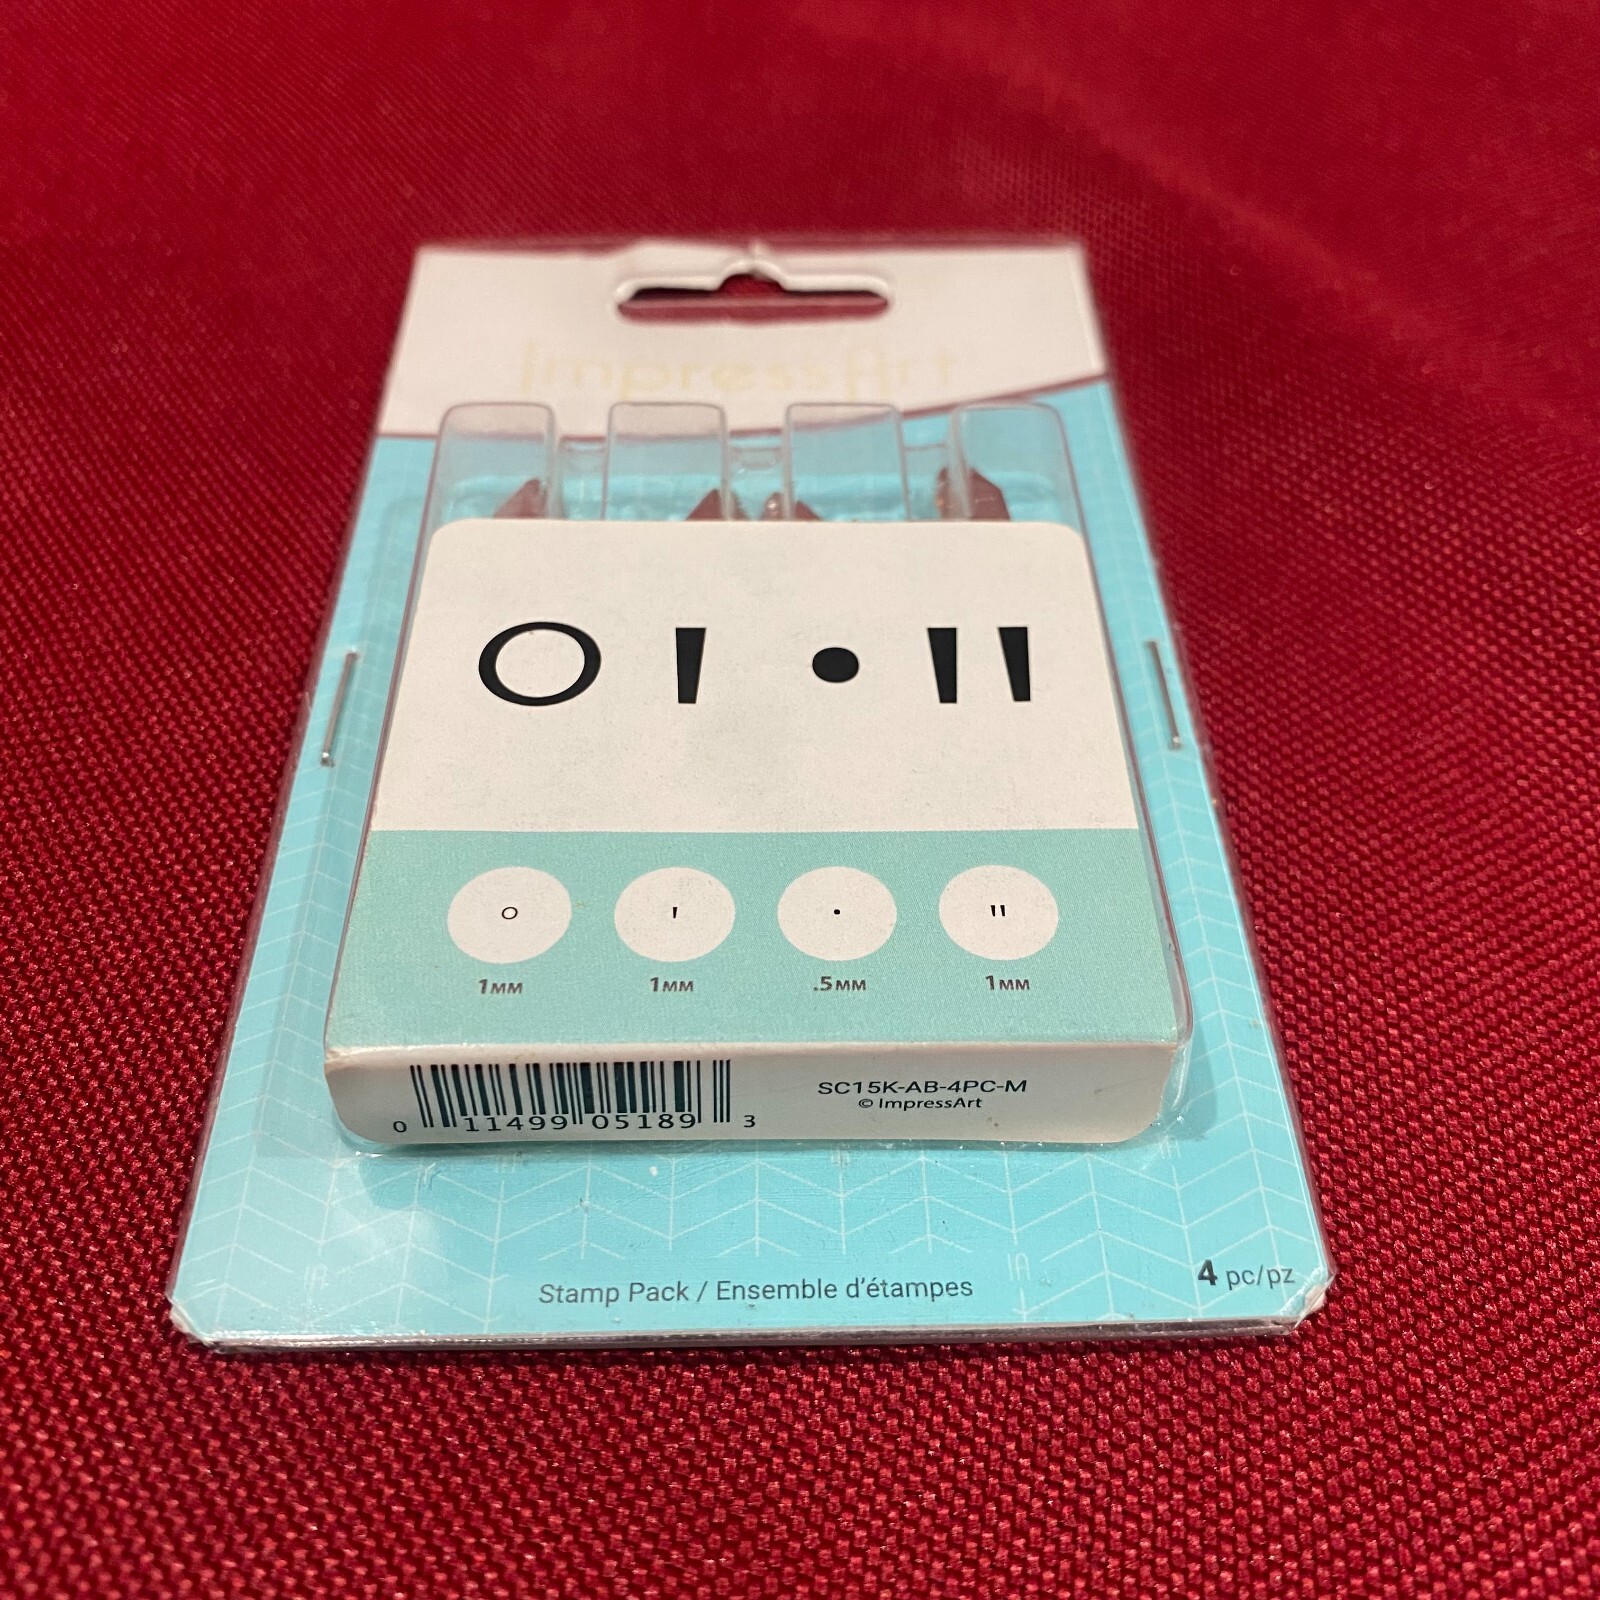 ImpressArt
O ' • "
o ' • "
1MM 1MM .5MM 1MM
0 11499 05189 3
SC15K-AB-4PC-M
© ImpressArt
Stamp Pack / Ensemble d'étampes
4 pc/pz